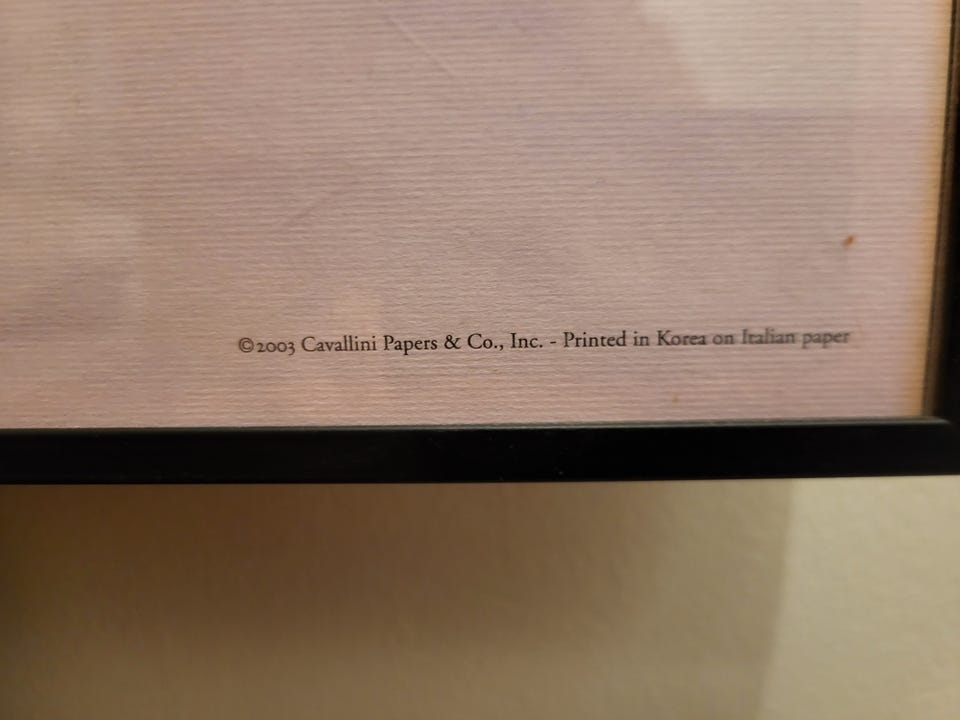 ©2003 Cavallini Papers & Co., Inc. - Printed in Korea on Italian paper